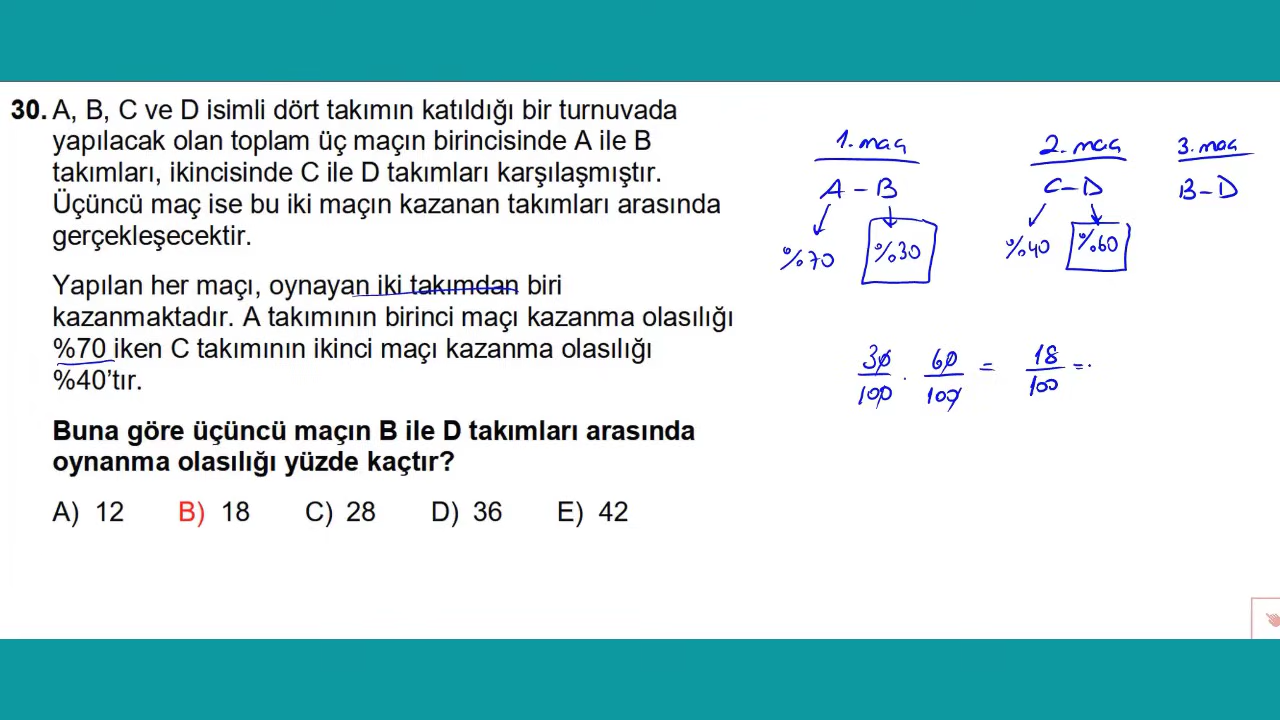 30. A, B, C ve D isimli dört takımın katıldığı bir turnuvada
yapılacak olan toplam üç maçın birincisinde A ile B
takımları, ikincisinde C ile D takımları karşılaşmıştır.
Üçüncü maç ise bu iki maçın kazanan takımları arasında
gerçekleşecektir.
Yapılan her maçı, oynayan iki takımdan biri
kazanmaktadır. A takımının birinci maçı kazanma olasılığı
%70 iken C takımının ikinci maçı kazanma olasılığı
%40'tır.
Buna göre üçüncü maçın B ile D takımları arasında
oynanma olasılığı yüzde kaçtır?
A) 12 B) 18 C) 28 D) 36 E) 42
1. maç 2. maç 3. maç
A – B C – D B – D
%70 %30 %40 %60
30/100 . 60/100 = 18/100 =